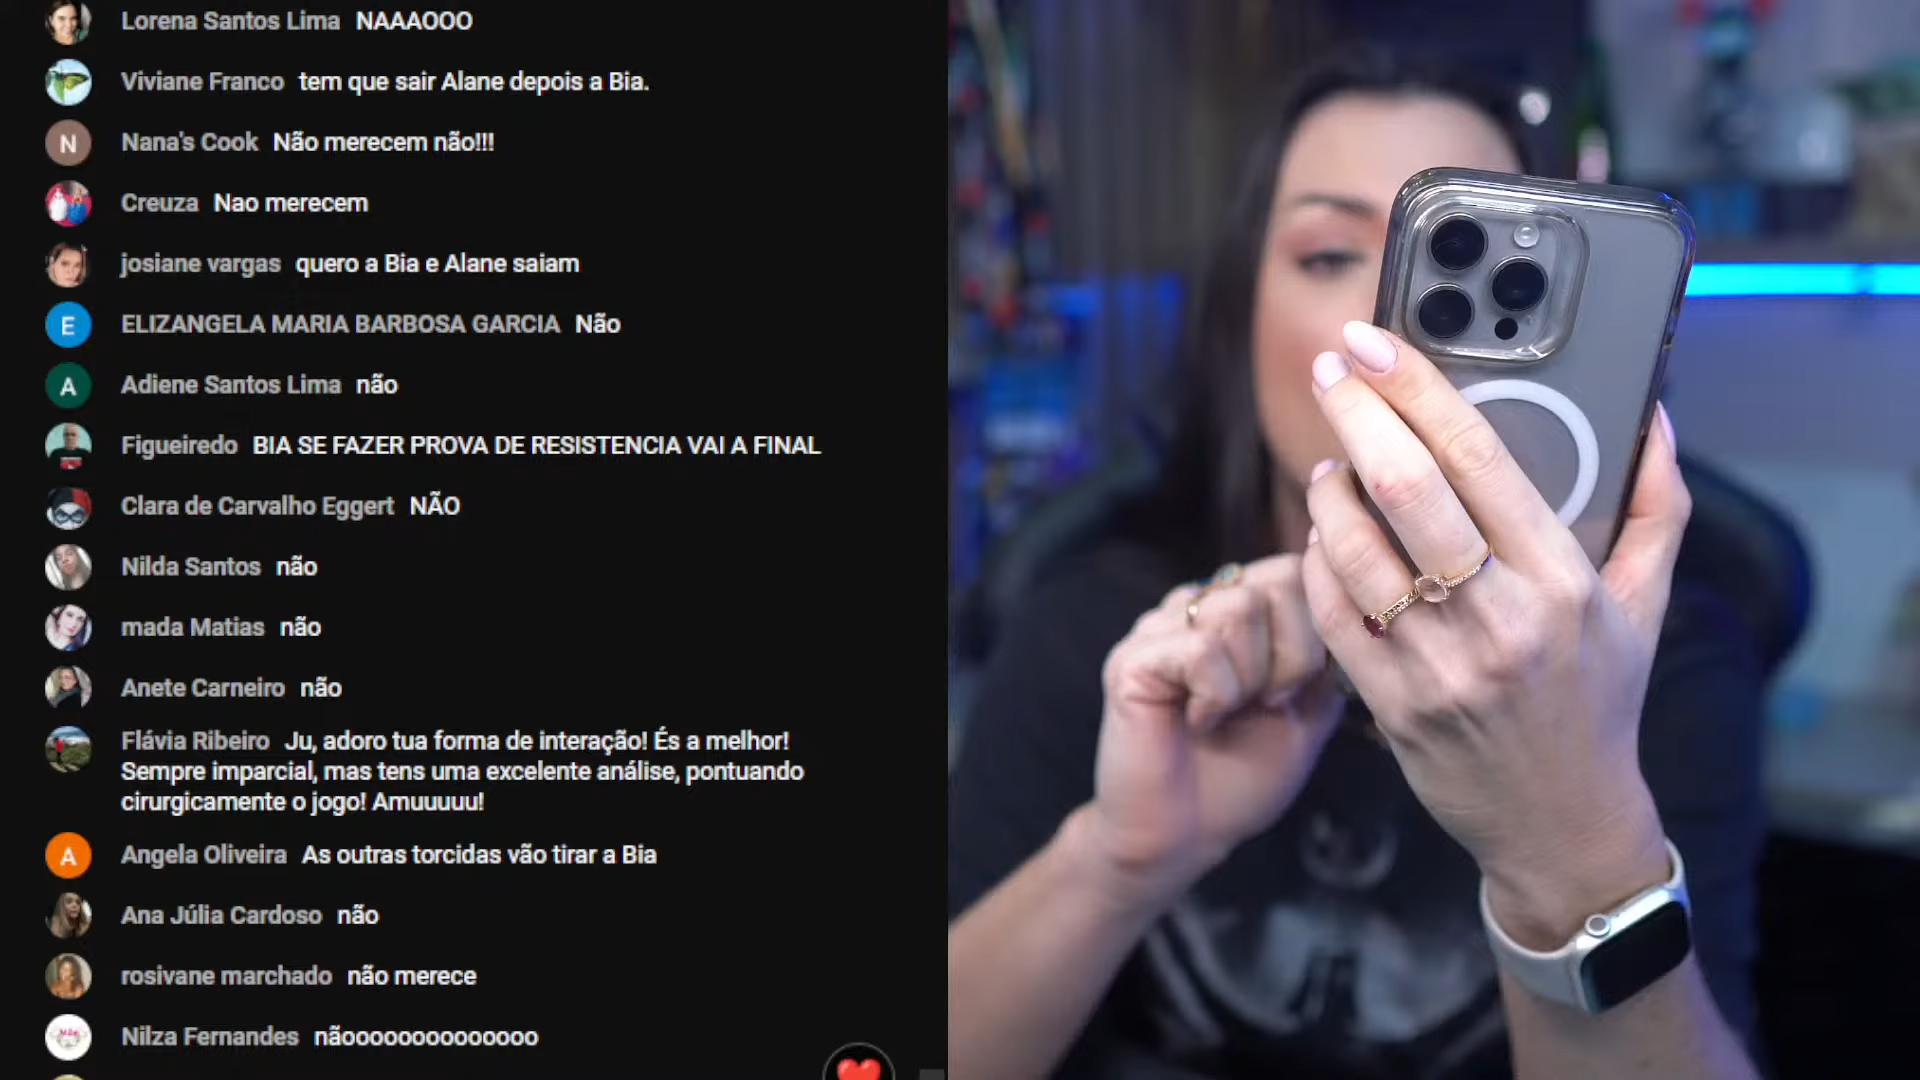 Lorena Santos Lima NAAAOOO
Viviane Franco tem que sair Alane depois a Bia.
N Nana's Cook Não merecem não!!!
Creuza Nao merecem
josiane vargas quero a Bia e Alane saiam
E ELIZANGELA MARIA BARBOSA GARCIA Não
A Adiene Santos Lima não
Figueiredo BIA SE FAZER PROVA DE RESISTENCIA VAI A FINAL
Clara de Carvalho Eggert NÃO
Nilda Santos não
mada Matias não
Anete Carneiro não
Flávia Ribeiro Ju, adoro tua forma de interação! És a melhor!
Sempre imparcial, mas tens uma excelente análise, pontuando
cirurgicamente o jogo! Amuuuuu!
A Angela Oliveira As outras torcidas vão tirar a Bia
Ana Júlia Cardoso não
rosivane marchado não merece
Nilza Fernandes nãoooooooooooooo